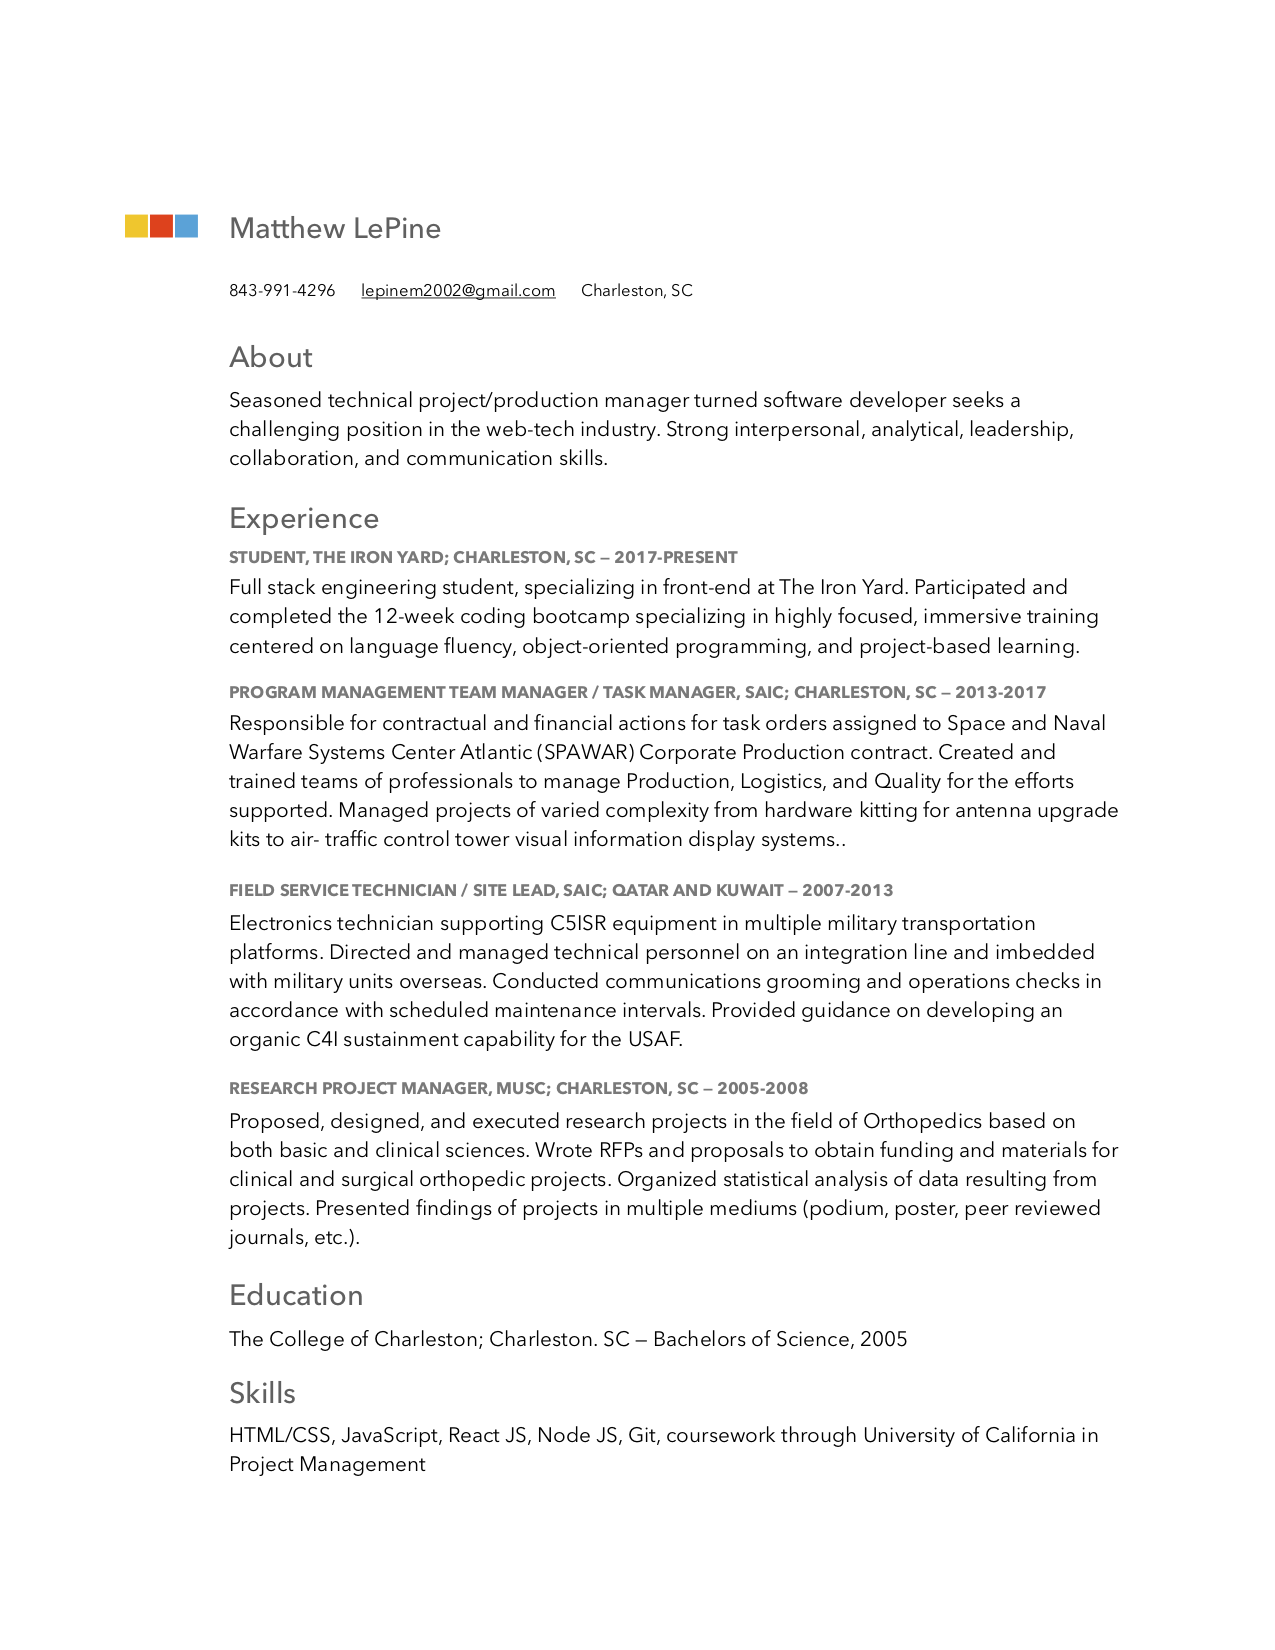 Matthew LePine
843-991-4296 lepinem2002@gmail.com Charleston, SC
About
Seasoned technical project/production manager turned software developer seeks a
challenging position in the web-tech industry. Strong interpersonal, analytical, leadership,
collaboration, and communication skills.
Experience
STUDENT, THE IRON YARD; CHARLESTON, SC — 2017-PRESENT
Full stack engineering student, specializing in front-end at The Iron Yard. Participated and
completed the 12-week coding bootcamp specializing in highly focused, immersive training
centered on language fluency, object-oriented programming, and project-based learning.
PROGRAM MANAGEMENT TEAM MANAGER / TASK MANAGER, SAIC; CHARLESTON, SC — 2013-2017
Responsible for contractual and financial actions for task orders assigned to Space and Naval
Warfare Systems Center Atlantic (SPAWAR) Corporate Production contract. Created and
trained teams of professionals to manage Production, Logistics, and Quality for the efforts
supported. Managed projects of varied complexity from hardware kitting for antenna upgrade
kits to air- traffic control tower visual information display systems..
FIELD SERVICE TECHNICIAN / SITE LEAD, SAIC; QATAR AND KUWAIT — 2007-2013
Electronics technician supporting C5ISR equipment in multiple military transportation
platforms. Directed and managed technical personnel on an integration line and imbedded
with military units overseas. Conducted communications grooming and operations checks in
accordance with scheduled maintenance intervals. Provided guidance on developing an
organic C4I sustainment capability for the USAF.
RESEARCH PROJECT MANAGER, MUSC; CHARLESTON, SC — 2005-2008
Proposed, designed, and executed research projects in the field of Orthopedics based on
both basic and clinical sciences. Wrote RFPs and proposals to obtain funding and materials for
clinical and surgical orthopedic projects. Organized statistical analysis of data resulting from
projects. Presented findings of projects in multiple mediums (podium, poster, peer reviewed
journals, etc.).
Education
The College of Charleston; Charleston. SC — Bachelors of Science, 2005
Skills
HTML/CSS, JavaScript, React JS, Node JS, Git, coursework through University of California in
Project Management